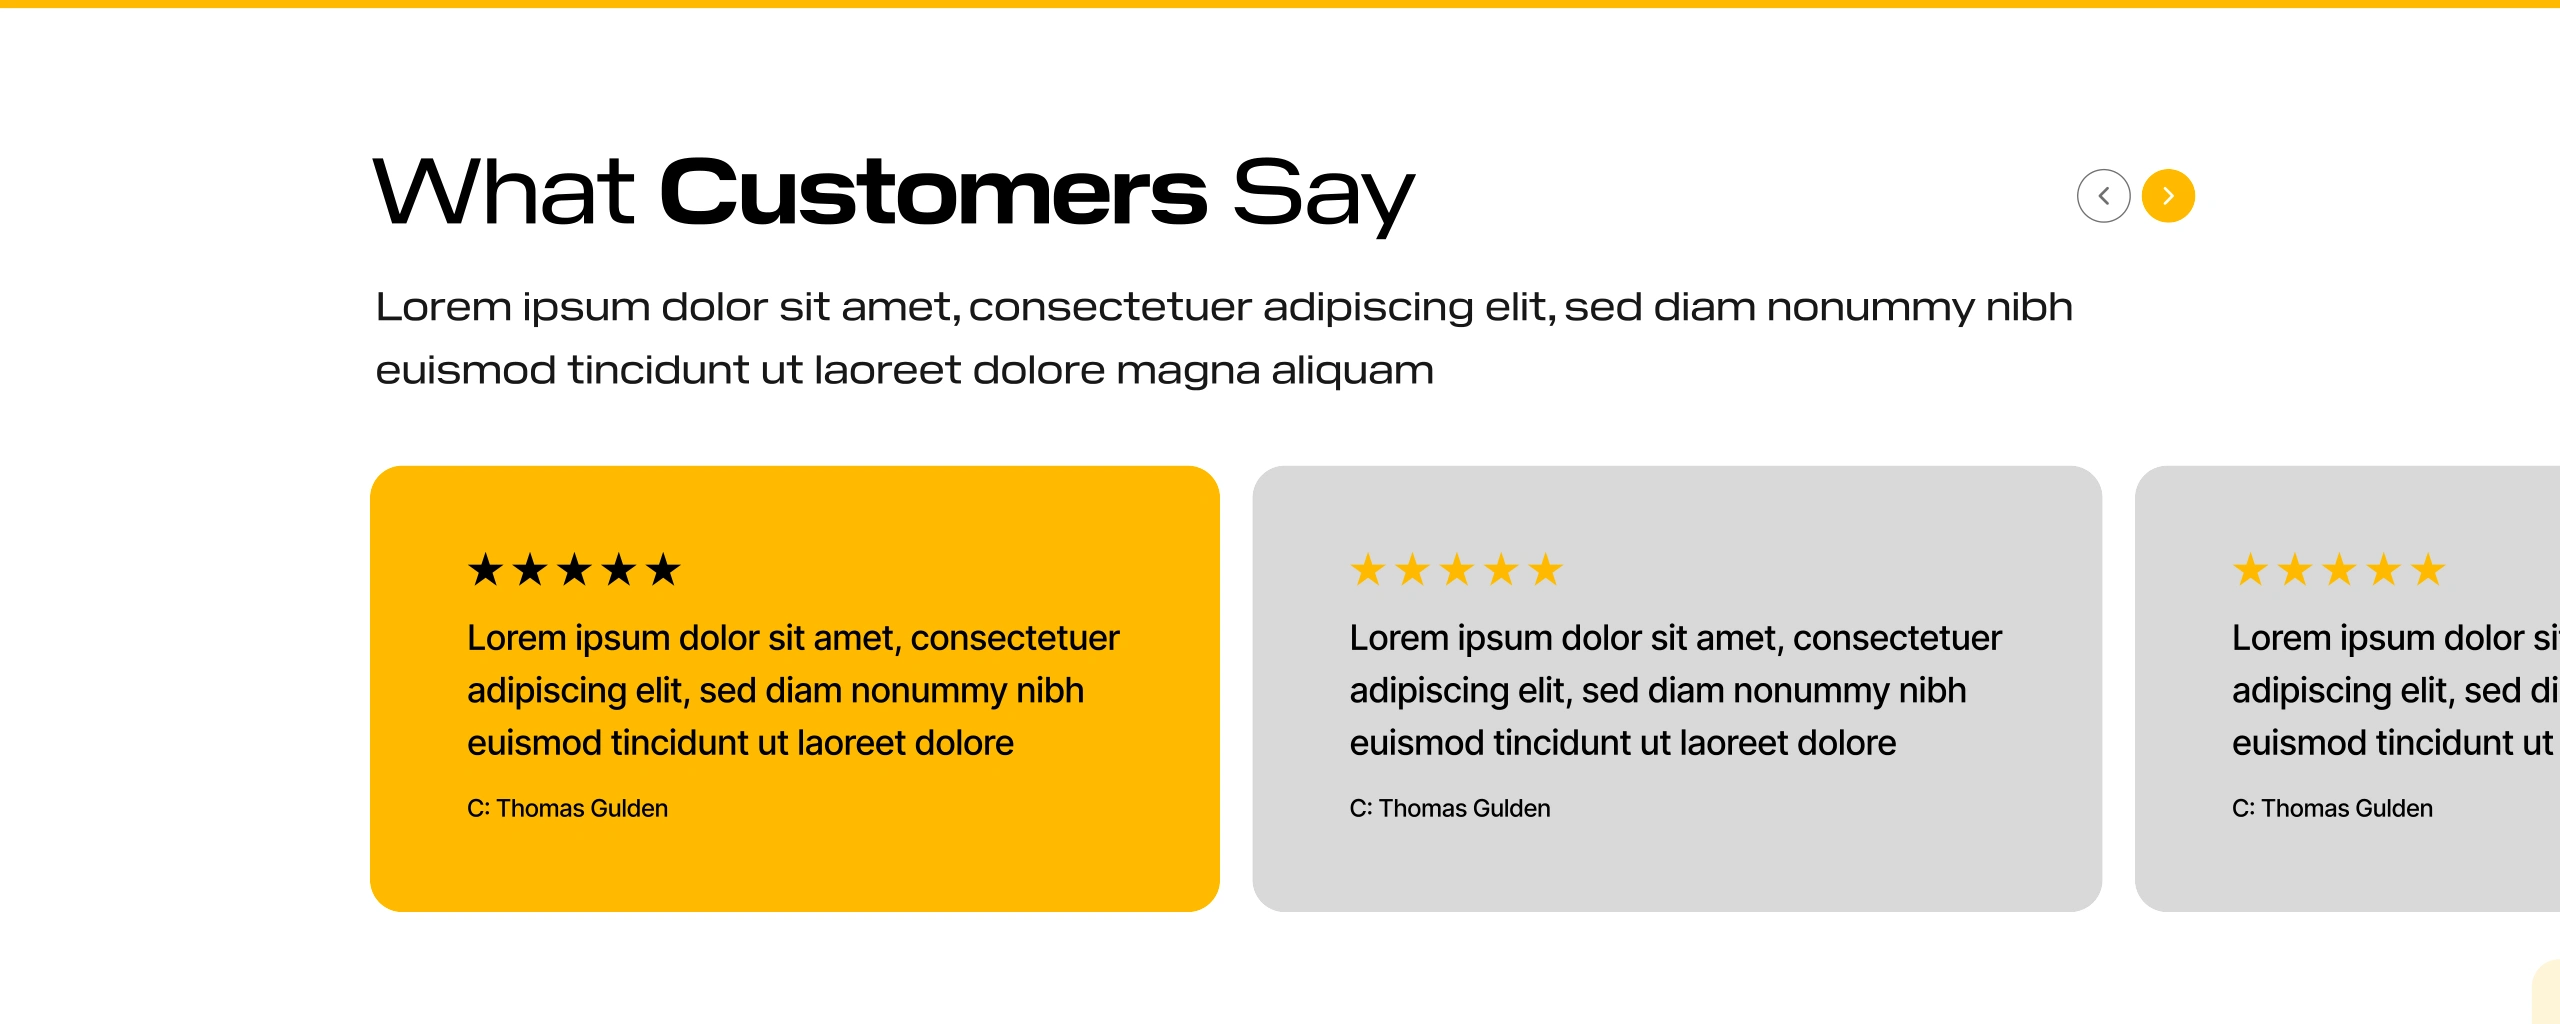 What Customers Say
Lorem ipsum dolor sit amet, consectetuer adipiscing elit, sed diam nonummy nibh
euismod tincidunt ut laoreet dolore magna aliquam
★★★★★
Lorem ipsum dolor sit amet, consectetuer
adipiscing elit, sed diam nonummy nibh
euismod tincidunt ut laoreet dolore
C: Thomas Gulden
★★★★★
Lorem ipsum dolor sit amet, consectetuer
adipiscing elit, sed diam nonummy nibh
euismod tincidunt ut laoreet dolore
C: Thomas Gulden
★★★★★
Lorem ipsum dolor
adipiscing elit, sed
euismod tincidunt ut
C: Thomas Gulden